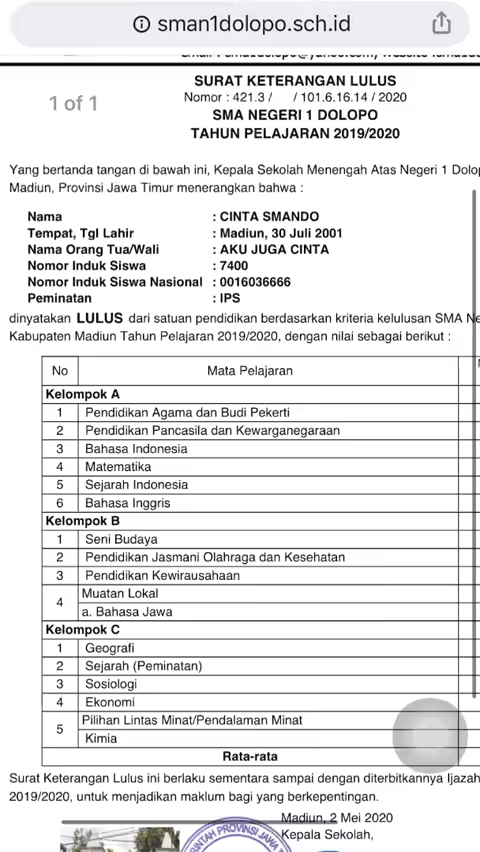 sman1dolopo.sch.id
SURAT KETERANGAN LULUS
1 of 1
Nomor : 421.3 / / 101.6.16.14 / 2020
SMA NEGERI 1 DOLOPO
TAHUN PELAJARAN 2019/2020
Yang bertanda tangan di bawah ini, Kepala Sekolah Menengah Atas Negeri 1
Madiun, Provinsi Jawa Timur menerangkan bahwa :
Nama : CINTA SMANDO
Tempat, Tgl Lahir : Madiun, 30 Juli 2001
Nama Orang Tua/Wali : AKU JUGA CINTA
Nomor Induk Siswa : 7400
Nomor Induk Siswa Nasional : 0016036666
Peminatan : IPS
dinyatakan LULUS dari satuan pendidikan berdasarkan kriteria kelulusan SMA
Kabupaten Madiun Tahun Pelajaran 2019/2020, dengan nilai sebagai berikut :
No Mata Pelajaran
Kelompok A
1 Pendidikan Agama dan Budi Pekerti
2 Pendidikan Pancasila dan Kewarganegaraan
3 Bahasa Indonesia
4 Matematika
5 Sejarah Indonesia
6 Bahasa Inggris
Kelompok B
1 Seni Budaya
2 Pendidikan Jasmani Olahraga dan Kesehatan
3 Pendidikan Kewirausahaan
4 Muatan Lokal
a. Bahasa Jawa
Kelompok C
1 Geografi
2 Sejarah (Peminatan)
3 Sosiologi
4 Ekonomi
5 Pilihan Lintas Minat/Pendalaman Minat
Kimia
Rata-rata
Surat Keterangan Lulus ini berlaku sementara sampai dengan diterbitkannya Ijazah
2019/2020, untuk menjadikan maklum bagi yang berkepentingan.
Madiun, 2 Mei 2020
Kepala Sekolah,
PROVINSI JAWA